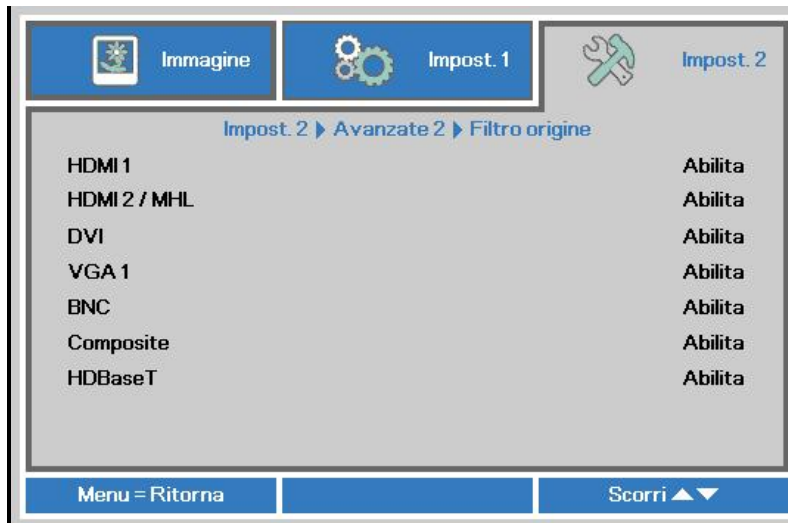 Immagine
Impost. 1
Impost. 2
Impost. 2 ▶ Avanzate 2 ▶ Filtro origine
HDMI 1 Abilita
HDMI 2 / MHL Abilita
DVI Abilita
VGA 1 Abilita
BNC Abilita
Composite Abilita
HDBaseT Abilita
Menu = Ritorna
Scorri ▲▼